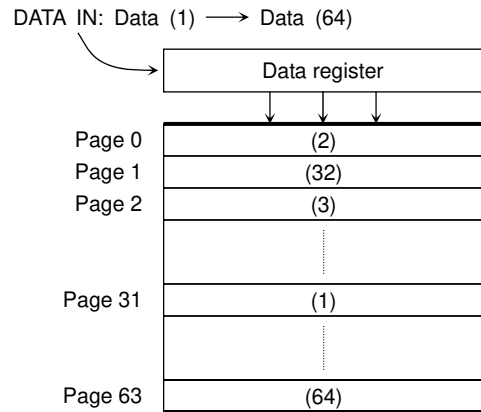 DATA IN: Data (1) → Data (64)
Data register
Page 0 (2)
Page 1 (32)
Page 2 (3)
Page 31 (1)
Page 63 (64)